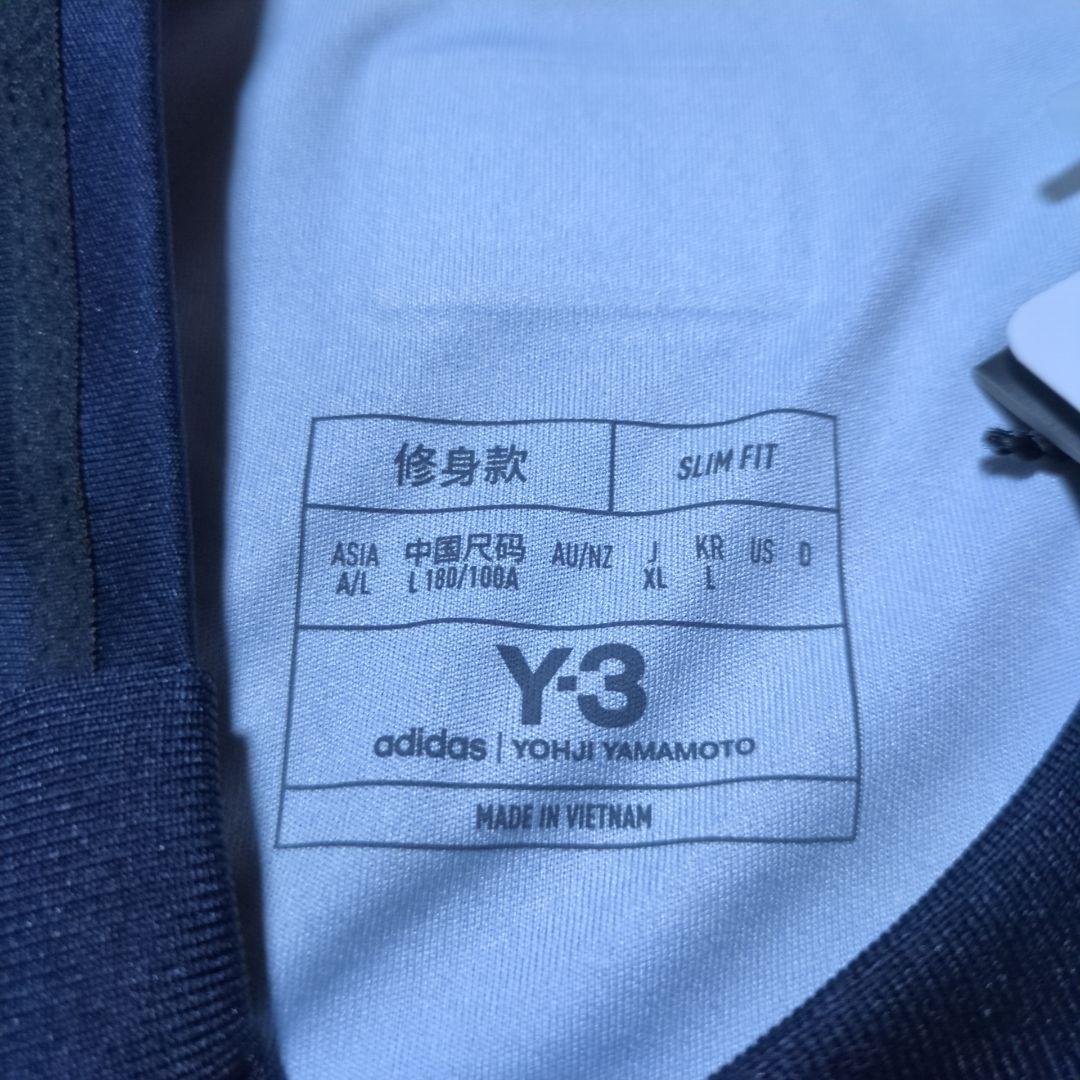 修身款 SLIM FIT
ASIA 中国尺码 AU/NZ J KR US D
A/L L 180/100A XL L
Y-3
adidas | YOHJI YAMAMOTO
MADE IN VIETNAM